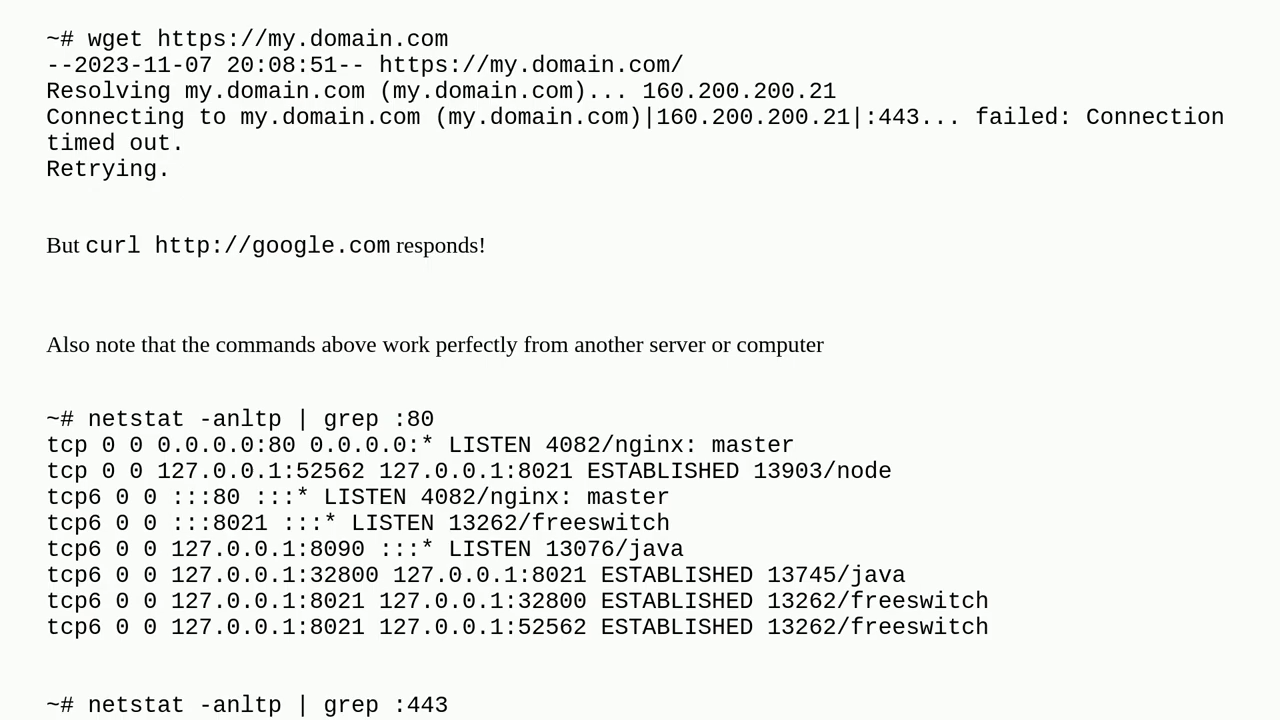 ~# wget https://my.domain.com
--2023-11-07 20:08:51-- https://my.domain.com/
Resolving my.domain.com (my.domain.com)... 160.200.200.21
Connecting to my.domain.com (my.domain.com)|160.200.200.21|:443... failed: Connection
timed out.
Retrying.
But curl http://google.com responds!
Also note that the commands above work perfectly from another server or computer
~# netstat -anltp | grep :80
tcp 0 0 0.0.0.0:80 0.0.0.0:* LISTEN 4082/nginx: master
tcp 0 0 127.0.0.1:52562 127.0.0.1:8021 ESTABLISHED 13903/node
tcp6 0 0 :::80 :::* LISTEN 4082/nginx: master
tcp6 0 0 :::8021 :::* LISTEN 13262/freeswitch
tcp6 0 0 127.0.0.1:8090 :::* LISTEN 13076/java
tcp6 0 0 127.0.0.1:32800 127.0.0.1:8021 ESTABLISHED 13745/java
tcp6 0 0 127.0.0.1:8021 127.0.0.1:32800 ESTABLISHED 13262/freeswitch
tcp6 0 0 127.0.0.1:8021 127.0.0.1:52562 ESTABLISHED 13262/freeswitch
~# netstat -anltp | grep :443